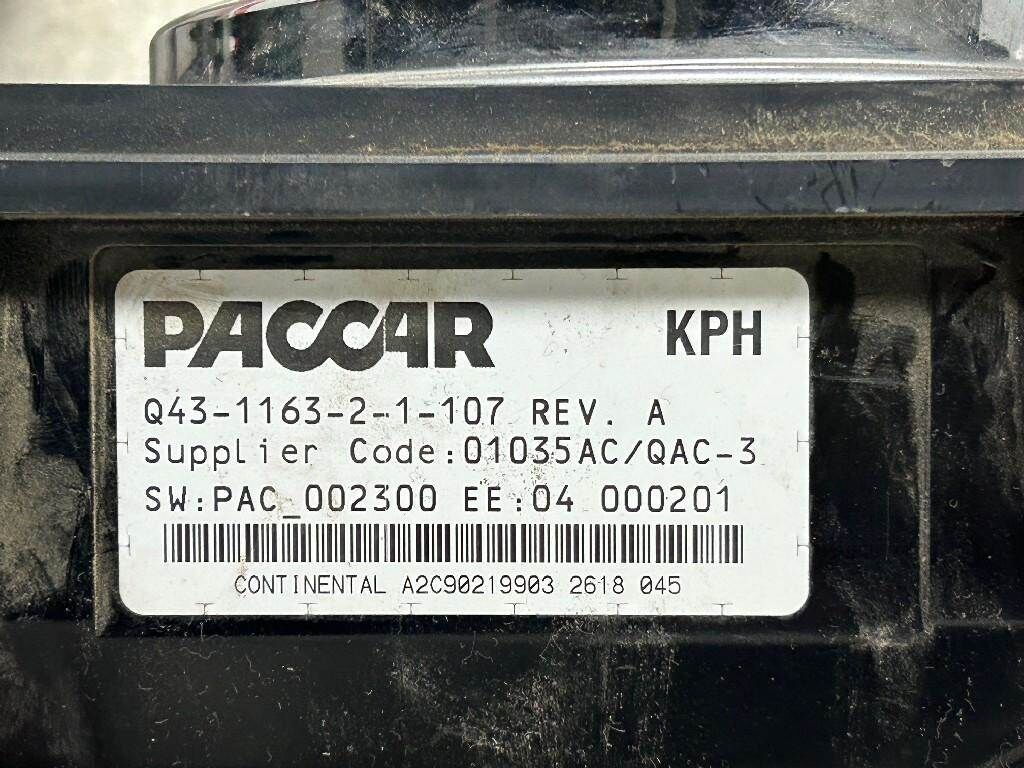 PACCAR KPH
Q43-1163-2-1-107 REV. A
Supplier Code:01035AC/QAC-3
SW:PAC_002300 EE:04 000201
CONTINENTAL A2C90219903 2618 045